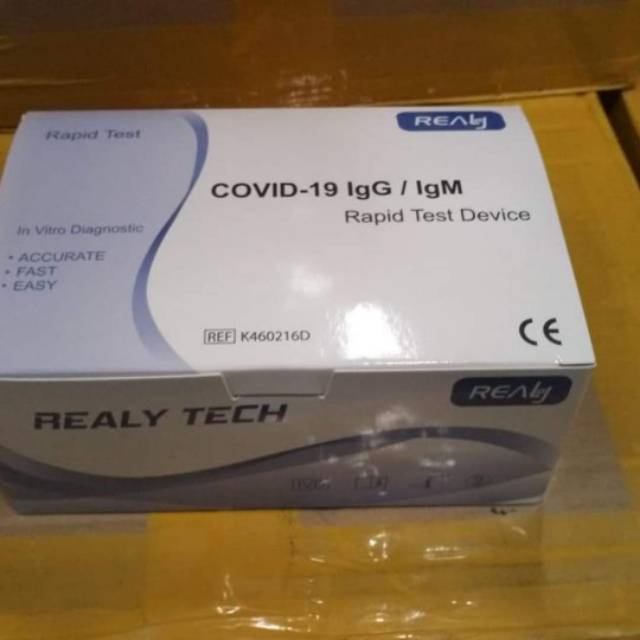 Rapid Test
REALY
COVID-19 IgG / IgM
Rapid Test Device
In Vitro Diagnostic
• ACCURATE
• FAST
• EASY
REF K460216D
CE
REALY
REALY TECH